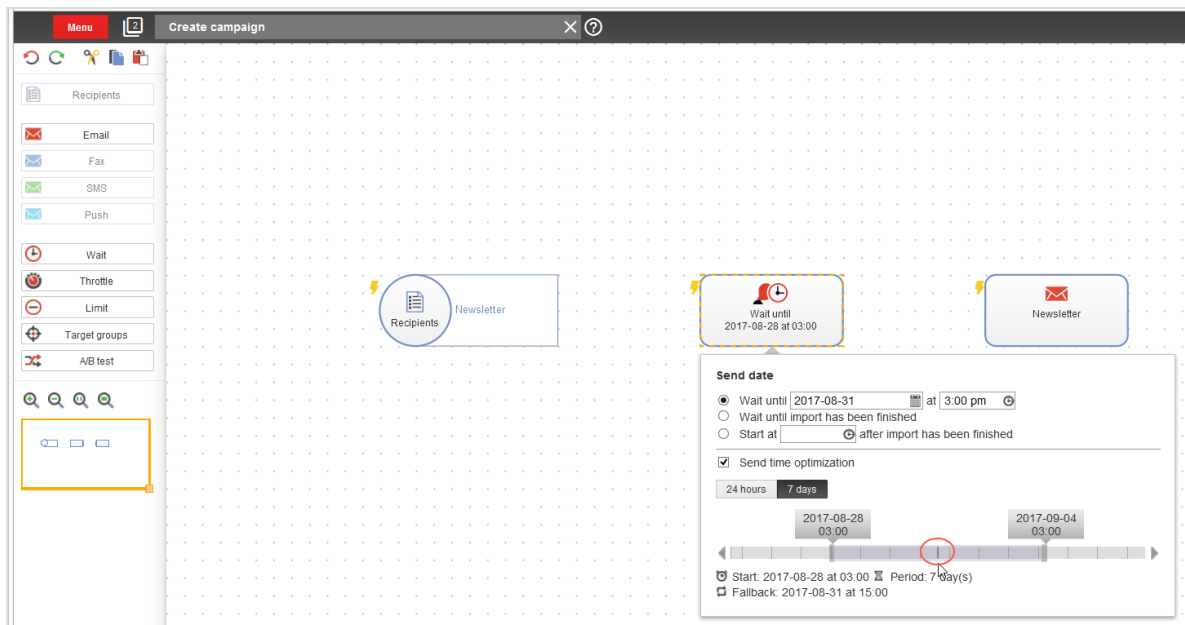 Menu
2
Create campaign
Recipients
Email
Fax
SMS
Push
Wait
Throttle
Limit
Target groups
A/B test
Recipients
Newsletter
Wait until
2017-08-28 at 03:00
Newsletter
Send date
Wait until 2017-08-31 at 3:00 pm
Wait until import has been finished
Start at after import has been finished
Send time optimization
24 hours 7 days
2017-08-28 2017-09-04
03:00 03:00
Start: 2017-08-28 at 03:00 Period: 7 day(s)
Fallback: 2017-08-31 at 15:00